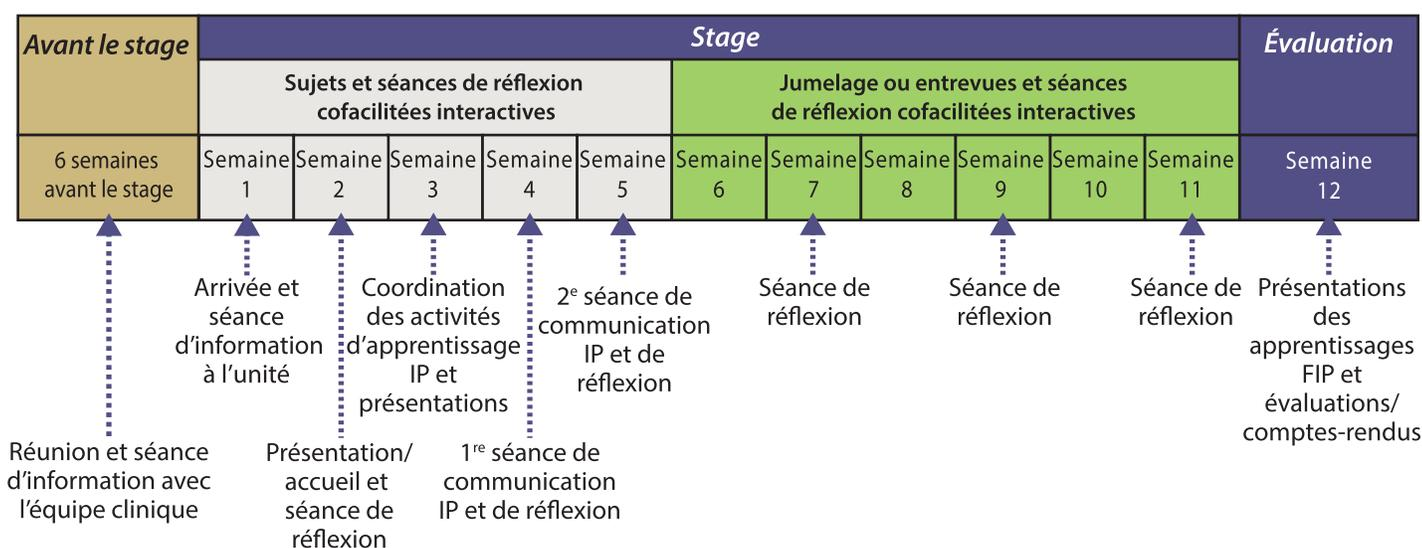 Avant le stage
Stage
Évaluation
Sujets et séances de réflexion
cofacilitées interactives
Jumelage ou entrevues et séances
de réflexion cofacilitées interactives
6 semaines
avant le stage
Semaine
1
Semaine
2
Semaine
3
Semaine
4
Semaine
5
Semaine
6
Semaine
7
Semaine
8
Semaine
9
Semaine
10
Semaine
11
Semaine
12
Arrivée et
séance
d'information
à l'unité
Coordination
des activités
d'apprentissage
IP et
présentations
2e séance de
communication
IP et de
réflexion
Séance de
réflexion
Séance de
réflexion
Séance de
réflexion
Présentations
des
apprentissages
FIP et
évaluations/
comptes-rendus
Réunion et séance
d'information avec
l'équipe clinique
Présentation/
accueil et
séance de
réflexion
1re séance de
communication
IP et de réflexion